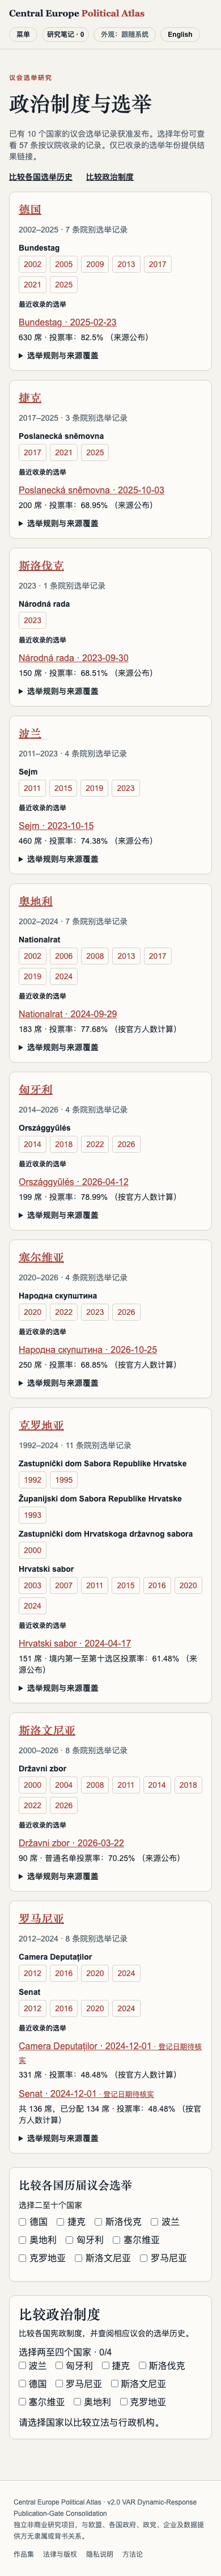 Central Europe Political Atlas
菜单
研究笔记 · 0
外观：跟随系统
English
议会选举研究
政治制度与选举
已有 10 个国家的议会选举记录获准发布。选择年份可查
看 57 条按议院收录的记录。仅已收录的选举年份提供结
果链接。
比较各国选举历史 比较政治制度
德国
2002–2025 · 7 条院别选举记录
Bundestag
2002 2005 2009 2013 2017
2021 2025
最近收录的选举
Bundestag · 2025-02-23
630 席 · 投票率：82.5% （来源公布）
▶ 选举规则与来源覆盖
捷克
2017–2025 · 3 条院别选举记录
Poslanecká sněmovna
2017 2021 2025
最近收录的选举
Poslanecká sněmovna · 2025-10-03
200 席 · 投票率：68.95% （来源公布）
▶ 选举规则与来源覆盖
斯洛伐克
2023 · 1 条院别选举记录
Národná rada
2023
最近收录的选举
Národná rada · 2023-09-30
150 席 · 投票率：68.51% （来源公布）
▶ 选举规则与来源覆盖
波兰
2011–2023 · 4 条院别选举记录
Sejm
2011 2015 2019 2023
最近收录的选举
Sejm · 2023-10-15
460 席 · 投票率：74.38% （来源公布）
▶ 选举规则与来源覆盖
奥地利
2002–2024 · 7 条院别选举记录
Nationalrat
2002 2006 2008 2013 2017
2019 2024
最近收录的选举
Nationalrat · 2024-09-29
183 席 · 投票率：77.68% （按官方人数计算）
▶ 选举规则与来源覆盖
匈牙利
2014–2026 · 4 条院别选举记录
Országgyűlés
2014 2018 2022 2026
最近收录的选举
Országgyűlés · 2026-04-12
199 席 · 投票率：78.99% （按官方人数计算）
▶ 选举规则与来源覆盖
塞尔维亚
2020–2026 · 4 条院别选举记录
Народна скупштина
2020 2022 2023 2026
最近收录的选举
Народна скупштина · 2026-10-25
250 席 · 投票率：68.85% （按官方人数计算）
▶ 选举规则与来源覆盖
克罗地亚
1992–2024 · 11 条院别选举记录
Zastupnički dom Sabora Republike Hrvatske
1992 1995
Županijski dom Sabora Republike Hrvatske
1993
Zastupnički dom Hrvatskoga državnog sabora
2000
Hrvatski sabor
2003 2007 2011 2015 2016 2020
2024
最近收录的选举
Hrvatski sabor · 2024-04-17
151 席 · 境内第一至第十选区投票率：61.48% （来
源公布）
▶ 选举规则与来源覆盖
斯洛文尼亚
2000–2026 · 8 条院别选举记录
Državni zbor
2000 2004 2008 2011 2014 2018
2022 2026
最近收录的选举
Državni zbor · 2026-03-22
90 席 · 普通名单投票率：70.25% （来源公布）
▶ 选举规则与来源覆盖
罗马尼亚
2012–2024 · 8 条院别选举记录
Camera Deputaților
2012 2016 2020 2024
Senat
2012 2016 2020 2024
最近收录的选举
Camera Deputaților · 2024-12-01 · 登记日期待核
实
331 席 · 投票率：48.48% （按官方人数计算）
Senat · 2024-12-01 · 登记日期待核实
共 136 席，已分配 134 席 · 投票率：48.48% （按官
方人数计算）
▶ 选举规则与来源覆盖
比较各国历届议会选举
选择二至十个国家
德国 捷克 斯洛伐克 波兰
奥地利 匈牙利 塞尔维亚
克罗地亚 斯洛文尼亚 罗马尼亚
比较政治制度
比较各国宪政制度，并查阅相应议会的选举历史。
选择两至四个国家 · 0/4
波兰 匈牙利 捷克 斯洛伐克
德国 罗马尼亚 斯洛文尼亚
塞尔维亚 奥地利 克罗地亚
请选择国家以比较立法与行政机构。
Central Europe Political Atlas · v2.0 VAR Dynamic-Response
Publication-Gate Consolidation
独立非商业研究项目，与欧盟、各国政府、政党、企业及数据提
供方无隶属或背书关系。
作品集 法律与版权 隐私说明 方法论